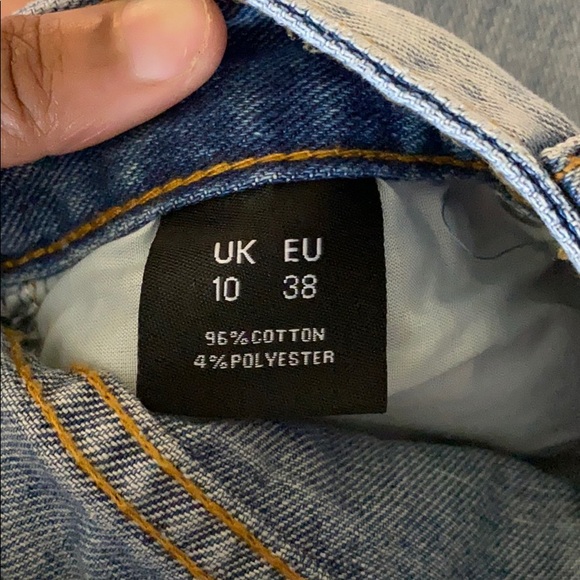 UK EU
10 38
96%COTTON
4%POLYESTER